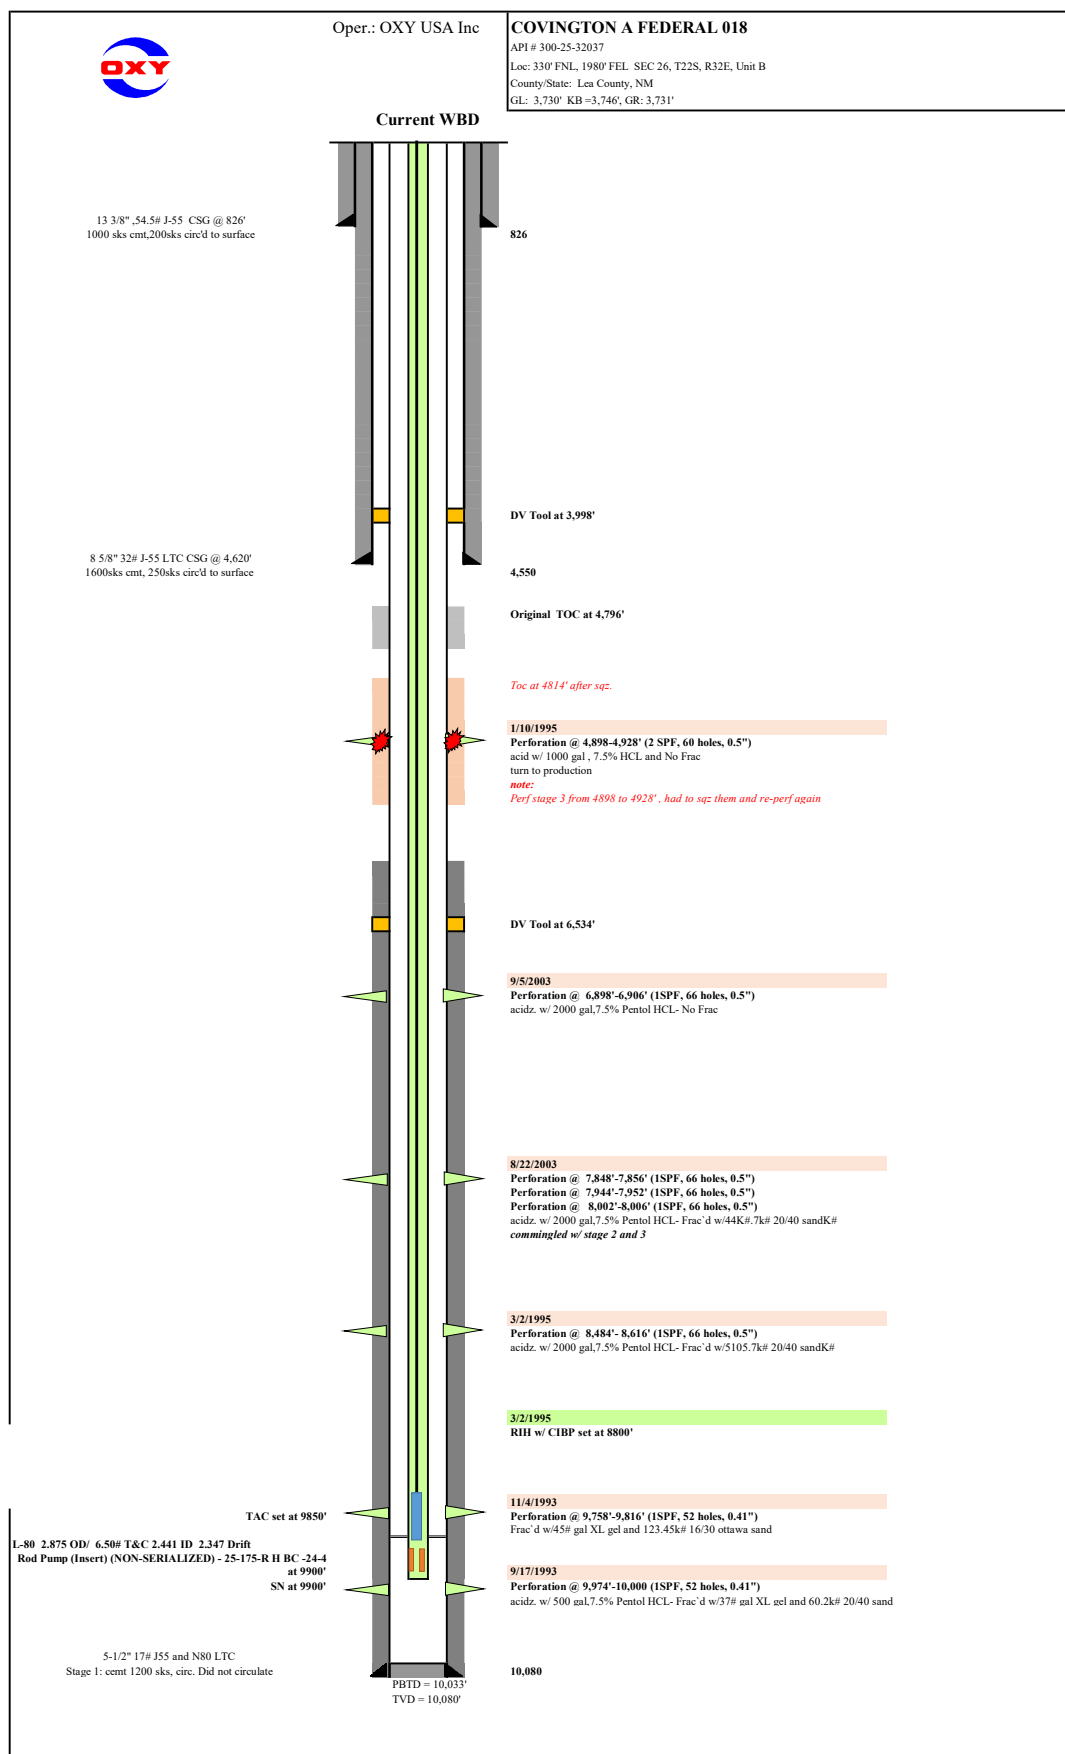 Oper.: OXY USA Inc
COVINGTON A FEDERAL 018
API # 300-25-32037
Loc: 330' FNL, 1980' FEL SEC 26, T22S, R32E, Unit B
County/State: Lea County, NM
GL: 3,730' KB =3,746', GR: 3,731'
OXY
Current WBD
13 3/8" ,54.5# J-55 CSG @ 826'
1000 sks cmt,200sks circ'd to surface
826
DV Tool at 3,998'
8 5/8" 32# J-55 LTC CSG @ 4,620'
1600sks cmt, 250sks circ'd to surface
4,550
Original TOC at 4,796'
Toc at 4814' after sqz.
1/10/1995
Perforation @ 4,898-4,928' (2 SPF, 60 holes, 0.5")
acid w/ 1000 gal , 7.5% HCL and No Frac
turn to production
note:
Perf stage 3 from 4898 to 4928' , had to sqz them and re-perf again
DV Tool at 6,534'
9/5/2003
Perforation @ 6,898'-6,906' (1SPF, 66 holes, 0.5")
acidz. w/ 2000 gal,7.5% Pentol HCL- No Frac
8/22/2003
Perforation @ 7,848'-7,856' (1SPF, 66 holes, 0.5")
Perforation @ 7,944'-7,952' (1SPF, 66 holes, 0.5")
Perforation @ 8,002'-8,006' (1SPF, 66 holes, 0.5")
acidz. w/ 2000 gal,7.5% Pentol HCL- Frac`d w/44K#.7k# 20/40 sandK#
commingled w/ stage 2 and 3
3/2/1995
Perforation @ 8,484'- 8,616' (1SPF, 66 holes, 0.5")
acidz. w/ 2000 gal,7.5% Pentol HCL- Frac`d w/5105.7k# 20/40 sandK#
3/2/1995
RIH w/ CIBP set at 8800'
11/4/1993
Perforation @ 9,758'-9,816' (1SPF, 52 holes, 0.41")
Frac'd w/45# gal XL gel and 123.45k# 16/30 ottawa sand
TAC set at 9850'
L-80 2.875 OD/ 6.50# T&C 2.441 ID 2.347 Drift
Rod Pump (Insert) (NON-SERIALIZED) - 25-175-R H BC -24-4
at 9900'
SN at 9900'
9/17/1993
Perforation @ 9,974'-10,000 (1SPF, 52 holes, 0.41")
acidz. w/ 500 gal,7.5% Pentol HCL- Frac`d w/37# gal XL gel and 60.2k# 20/40 sand
5-1/2" 17# J55 and N80 LTC
Stage 1: cemt 1200 sks, circ. Did not circulate
10,080
PBTD = 10,033'
TVD = 10,080'